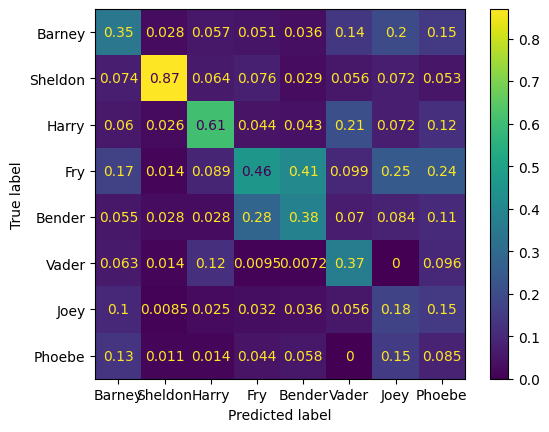 Barney 0.35 0.028 0.057 0.051 0.036 0.14 0.2 0.15
Sheldon 0.074 0.87 0.064 0.076 0.029 0.056 0.072 0.053
Harry 0.06 0.026 0.61 0.044 0.043 0.21 0.072 0.12
Fry 0.17 0.014 0.089 0.46 0.41 0.099 0.25 0.24
Bender 0.055 0.028 0.028 0.28 0.38 0.07 0.084 0.11
Vader 0.063 0.014 0.12 0.0095 0.0072 0.37 0 0.096
Joey 0.1 0.0085 0.025 0.032 0.036 0.056 0.18 0.15
Phoebe 0.13 0.011 0.014 0.044 0.058 0 0.15 0.085
Barney Sheldon Harry Fry Bender Vader Joey Phoebe
Predicted label
True label
0.8
0.7
0.6
0.5
0.4
0.3
0.2
0.1
0.0